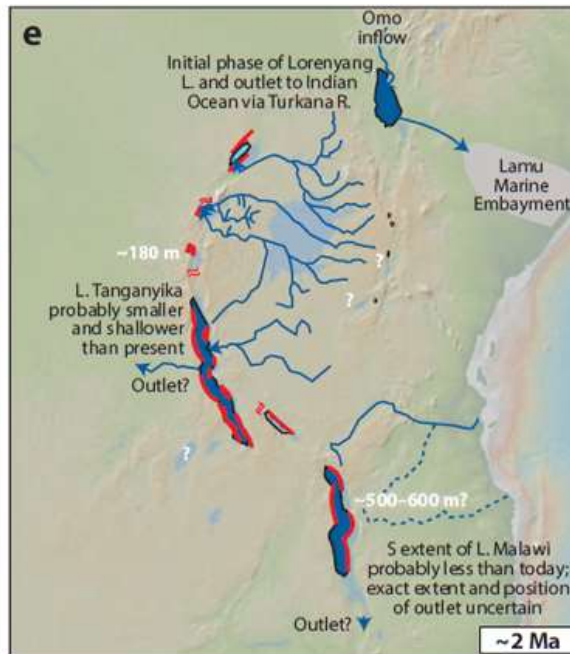 e
Omo
inflow
Initial phase of Lorenyang
L. and outlet to Indian
Ocean via Turkana R.
Lamu
Marine
Embayment
~180 m
?
?
L. Tanganyika
probably smaller
and shallower
than present
Outlet?
?
~500–600 m?
S extent of L. Malawi
probably less than today;
exact extent and position
of outlet uncertain
Outlet?
~2 Ma